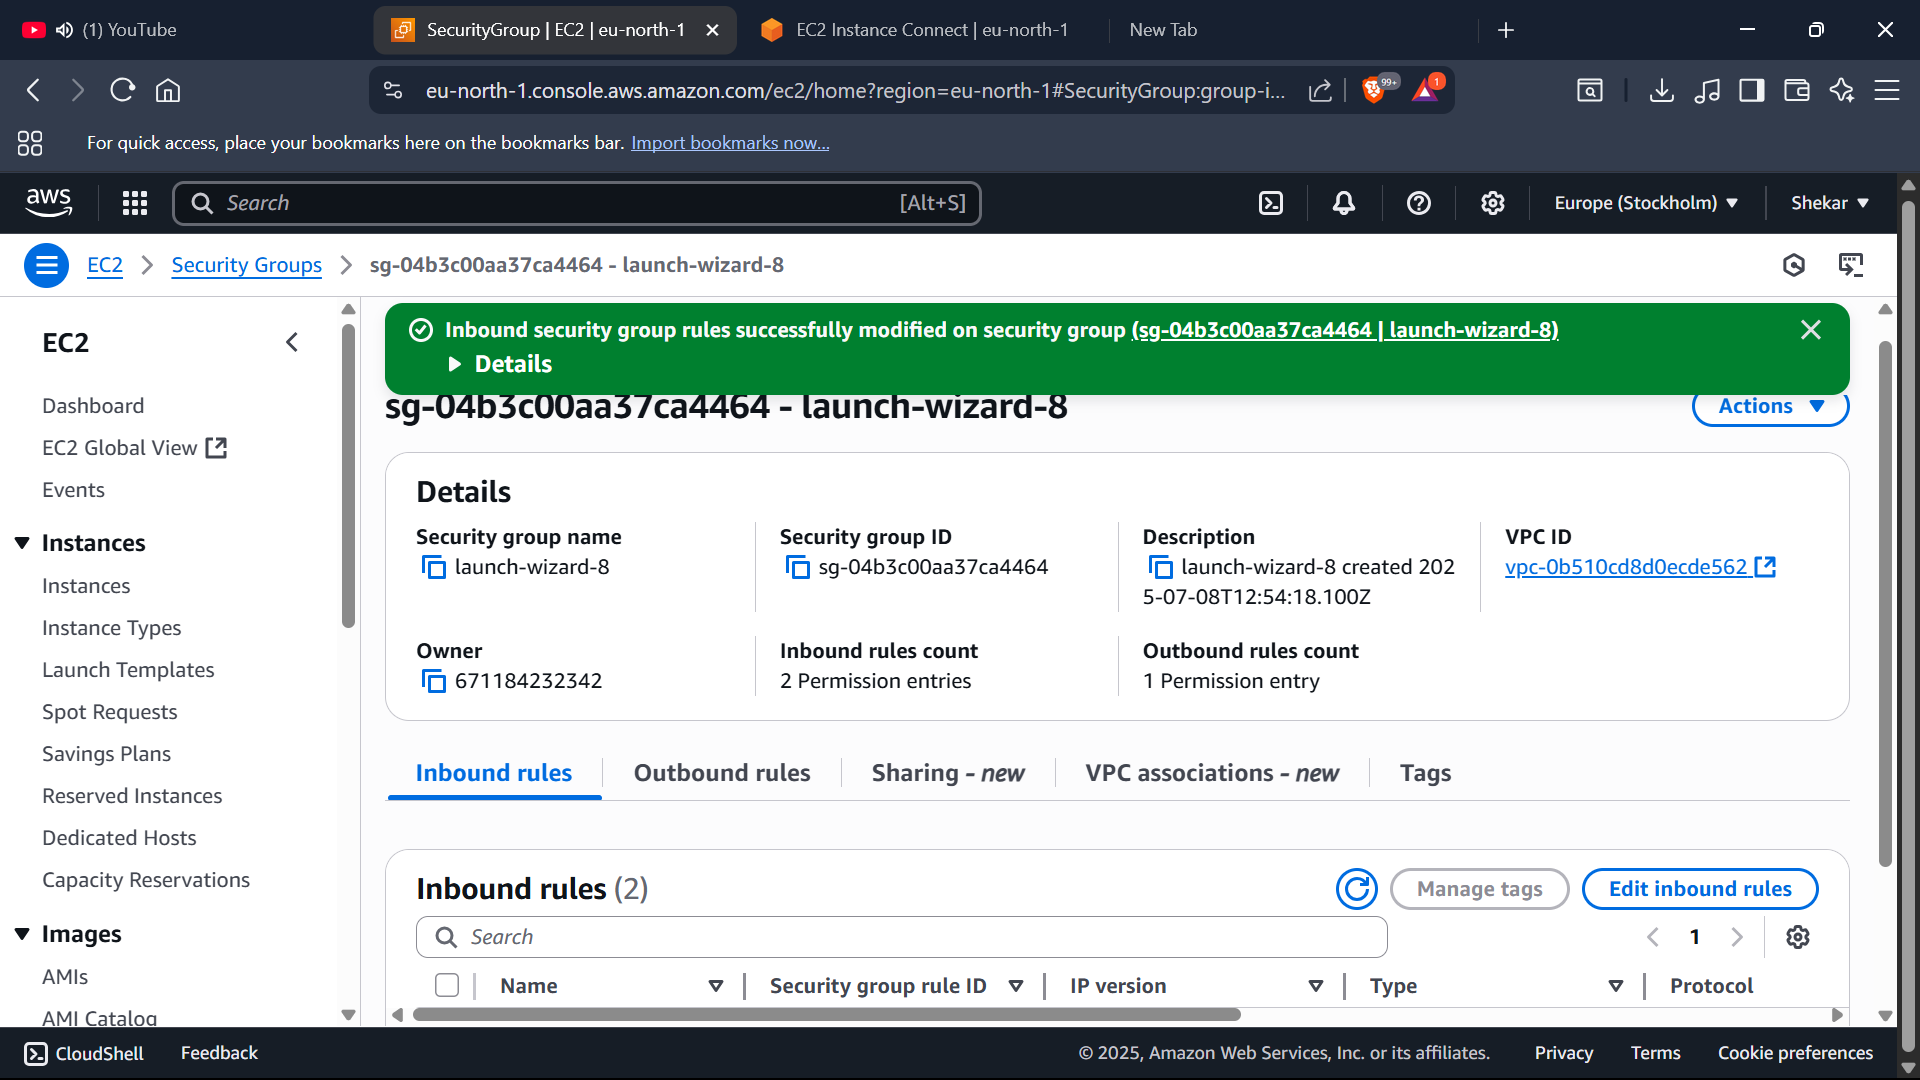 (1) YouTube
SecurityGroup | EC2 | eu-north-1
EC2 Instance Connect | eu-north-1
New Tab
eu-north-1.console.aws.amazon.com/ec2/home?region=eu-north-1#SecurityGroup:group-i...
99+
1
For quick access, place your bookmarks here on the bookmarks bar. Import bookmarks now...
aws
Search
[Alt+S]
Europe (Stockholm)
Shekar
EC2
Security Groups
sg-04b3c00aa37ca4464 - launch-wizard-8
EC2
Dashboard
EC2 Global View
Events
Instances
Instances
Instance Types
Launch Templates
Spot Requests
Savings Plans
Reserved Instances
Dedicated Hosts
Capacity Reservations
Images
AMIs
AMI Catalog
Inbound security group rules successfully modified on security group (sg-04b3c00aa37ca4464 | launch-wizard-8)
Details
sg-04b3c00aa37ca4464 - launch-wizard-8
Actions
Details
Security group name
launch-wizard-8
Security group ID
sg-04b3c00aa37ca4464
Description
launch-wizard-8 created 202
5-07-08T12:54:18.100Z
VPC ID
vpc-0b510cd8d0ecde562
Owner
671184232342
Inbound rules count
2 Permission entries
Outbound rules count
1 Permission entry
Inbound rules
Outbound rules
Sharing - new
VPC associations - new
Tags
Inbound rules (2)
Manage tags
Edit inbound rules
Search
1
Name
Security group rule ID
IP version
Type
Protocol
CloudShell
Feedback
© 2025, Amazon Web Services, Inc. or its affiliates.
Privacy
Terms
Cookie preferences